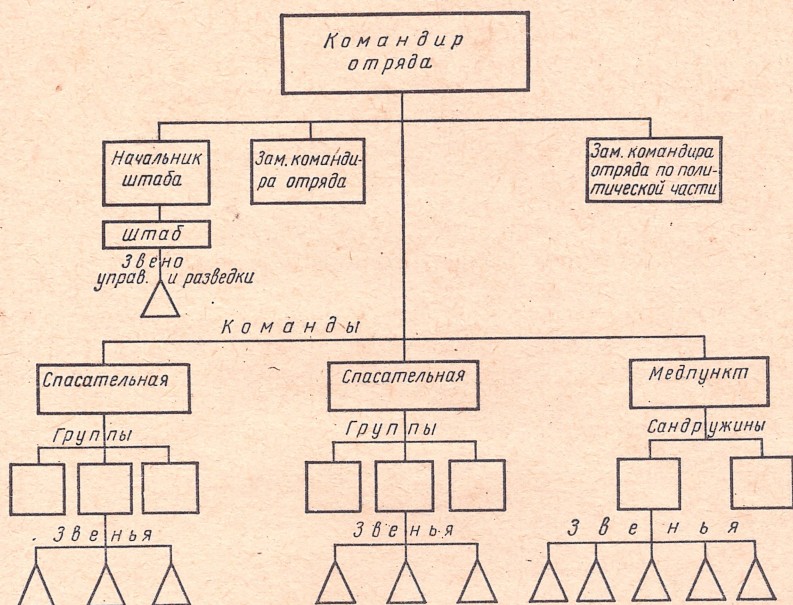 Командир
отряда
Начальник
штаба
Зам. команди-
ра отряда
Зам. командира
отряда по поли-
тической части
Штаб
Звено
управ. и разведки
Команды
Спасательная
Спасательная
Медпункт
Группы
Группы
Сандружины
Звенья
Звенья
Звенья